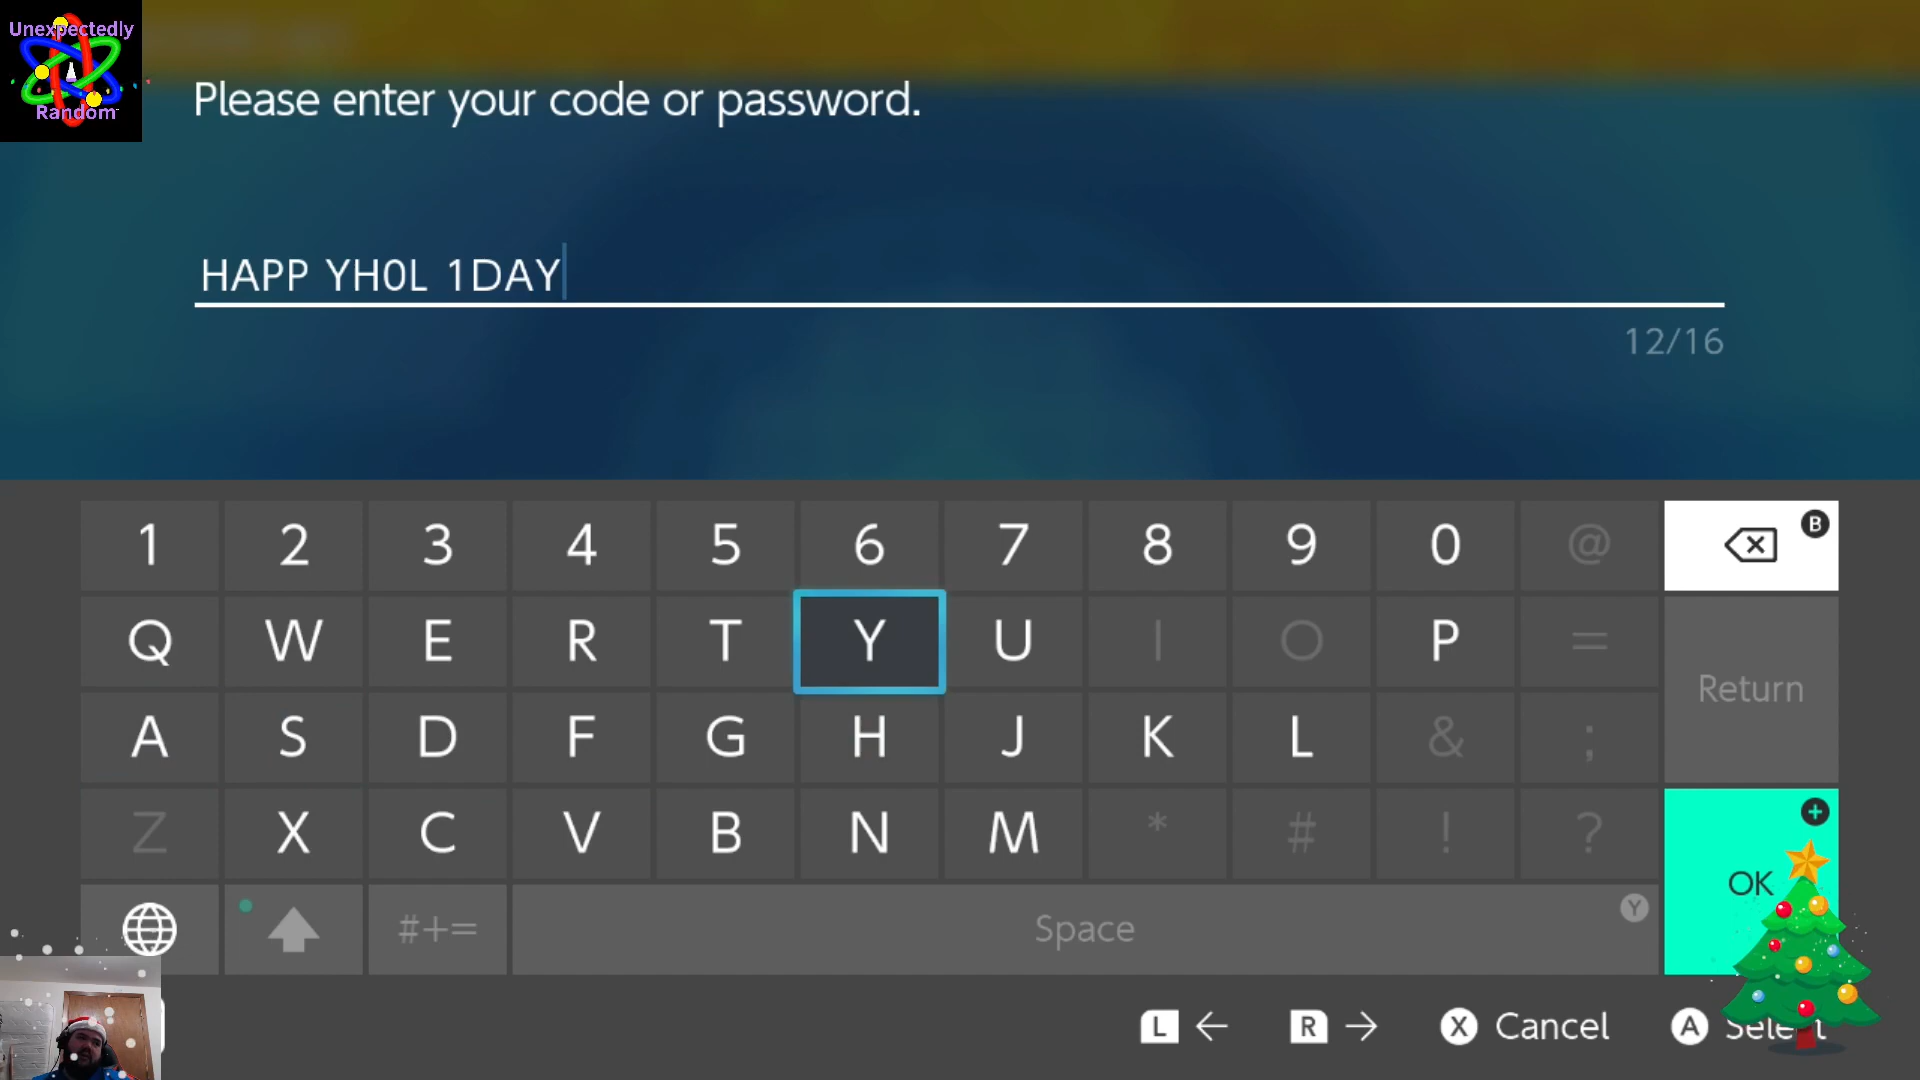 Unexpectedly
Random
Please enter your code or password.
HAPP YH0L 1DAY
12/16
1 2 3 4 5 6 7 8 9 0 @ B
Q W E R T Y U I O P =
Return
A S D F G H J K L & ;
Z X C V B N M * # ! ?
OK
#+= Space Y
L ← R → X Cancel A Select